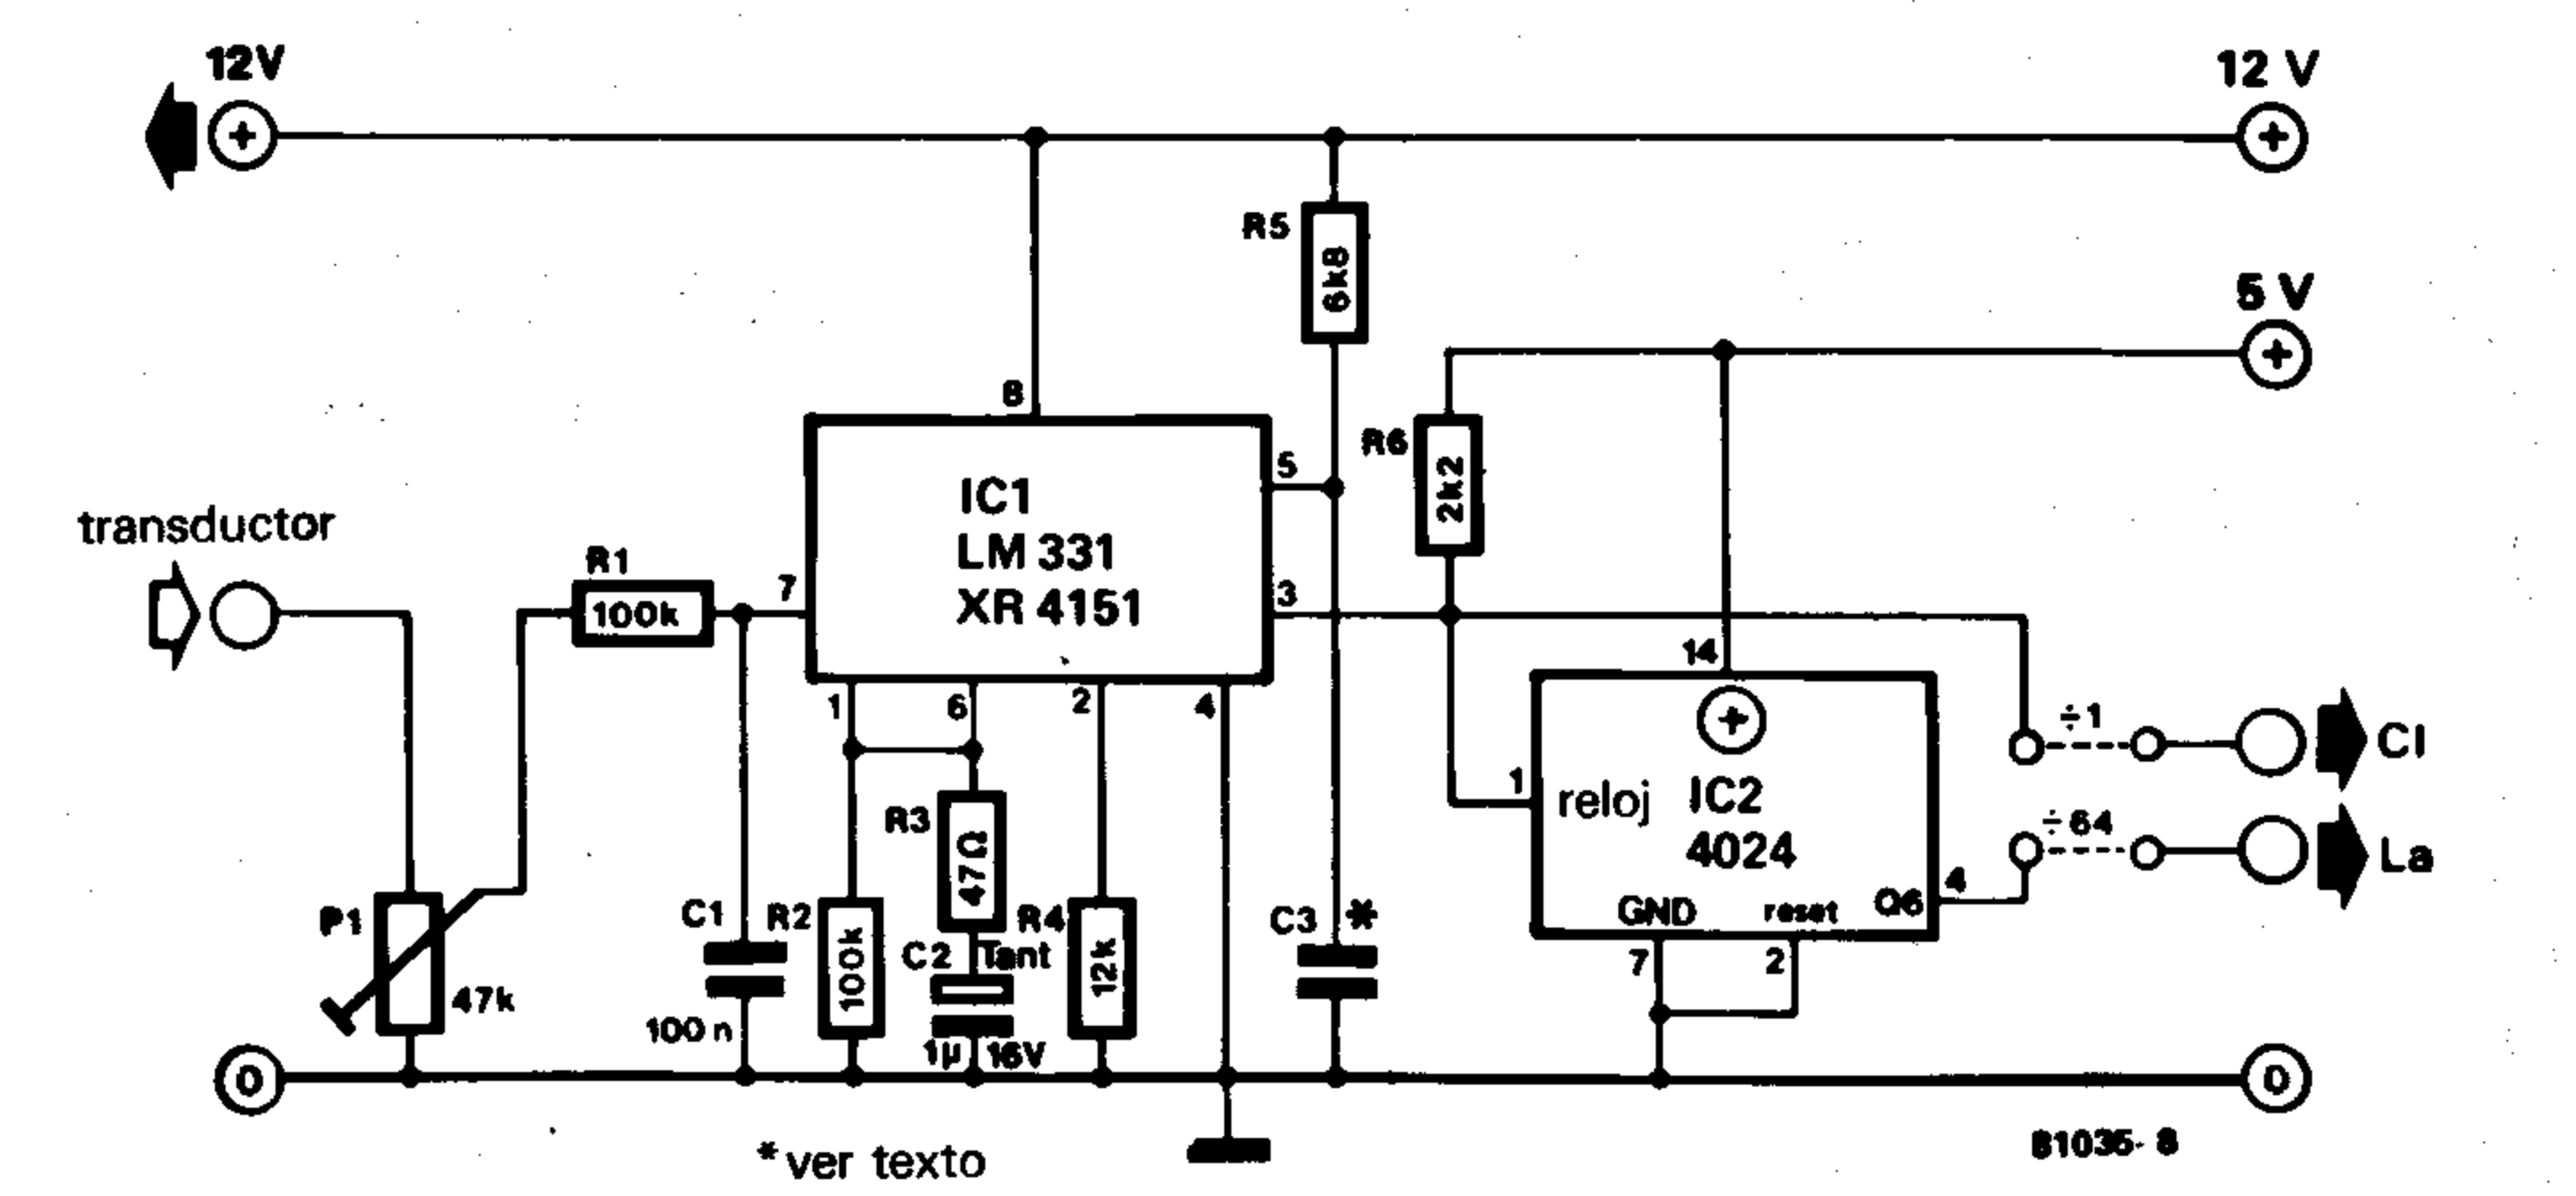 12V
12 V
R5
6k8
5 V
8
R6
2k2
5
IC1
LM 331
XR 4151
transductor
R1
100k
7
3
14
1
6
2
4
÷1
Cl
1
reloj
IC2
4024
÷64
La
R3
47Ω
P1
47k
C1
100 n
R2
100k
C2
Tant
1μ
16V
R4
12k
C3
*
GND
reset
Q6
4
7
2
0
0
*ver texto
81035- 8